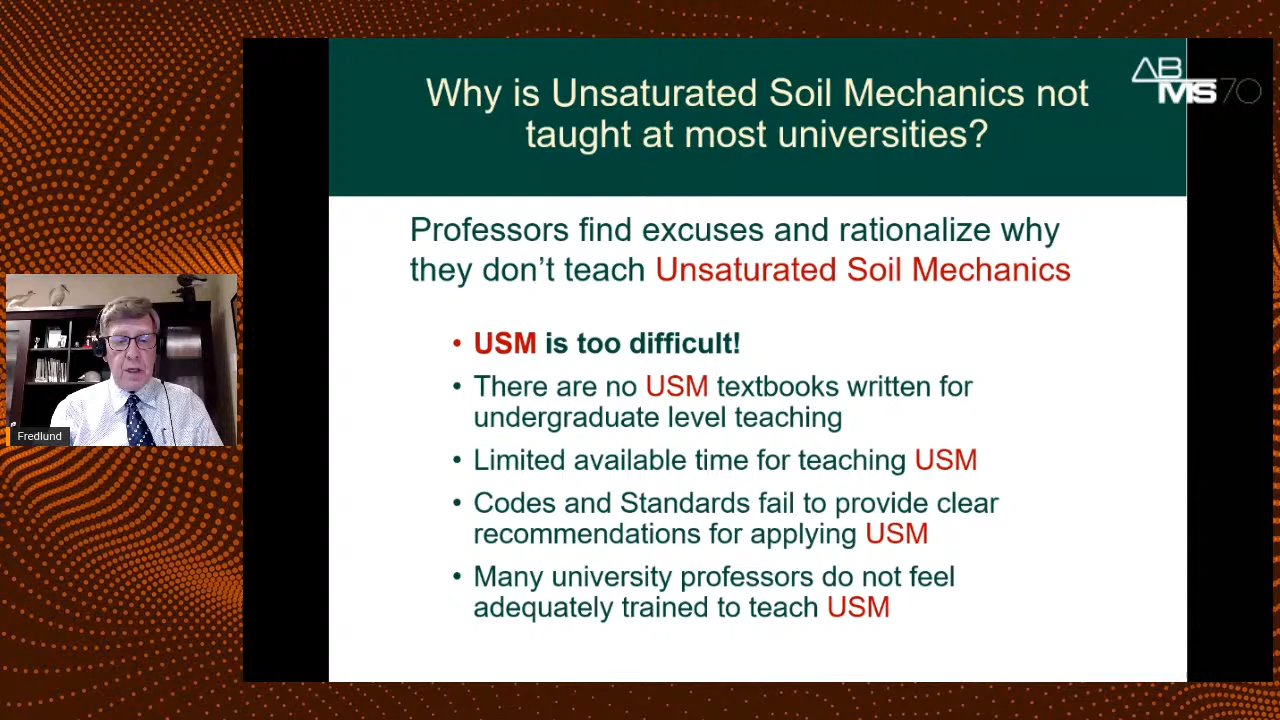 Why is Unsaturated Soil Mechanics not
taught at most universities?
ABMS70
Professors find excuses and rationalize why
they don't teach Unsaturated Soil Mechanics
• USM is too difficult!
• There are no USM textbooks written for
undergraduate level teaching
• Limited available time for teaching USM
• Codes and Standards fail to provide clear
recommendations for applying USM
• Many university professors do not feel
adequately trained to teach USM
Fredlund